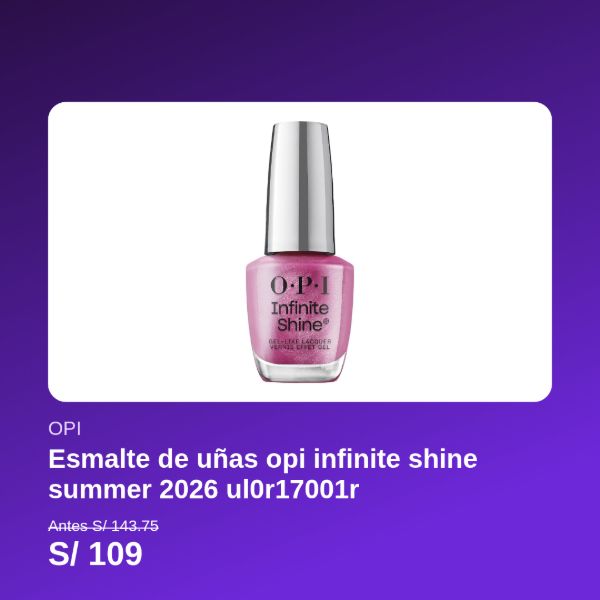 O·P·I
Infinite
Shine®
GEL-LIKE LACQUER
VERNIS EFFET GEL
OPI
Esmalte de uñas opi infinite shine
summer 2026 ul0r17001r
Antes S/ 143.75
S/ 109